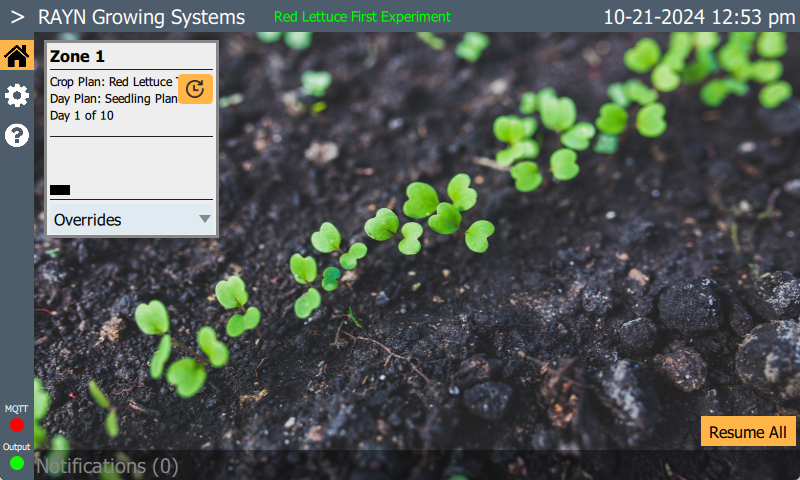 > RAYN Growing Systems
Red Lettuce First Experiment
10-21-2024 12:53 pm
Zone 1
Crop Plan: Red Lettuce
Day Plan: Seedling Plan
Day 1 of 10
Overrides
MQTT
Output
Resume All
Notifications (0)